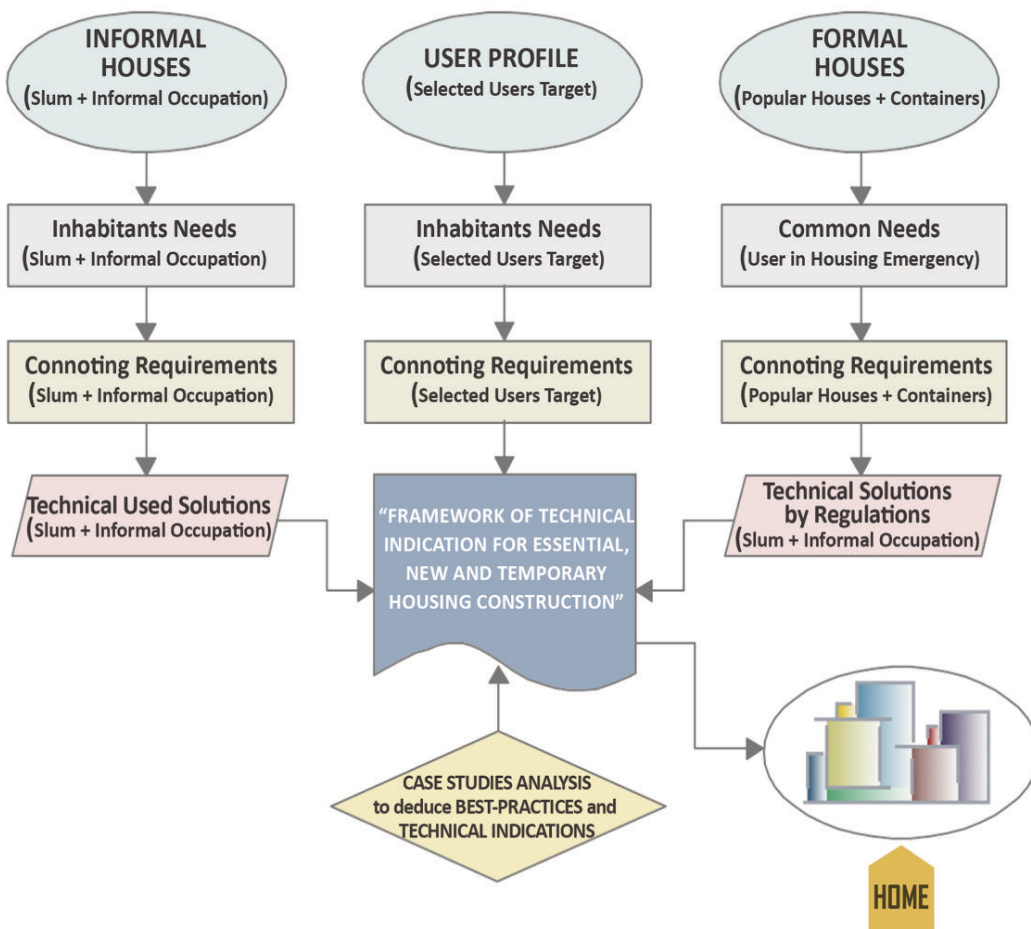 INFORMAL
HOUSES
(Slum + Informal Occupation)
USER PROFILE
(Selected Users Target)
FORMAL
HOUSES
(Popular Houses + Containers)
Inhabitants Needs
(Slum + Informal Occupation)
Inhabitants Needs
(Selected Users Target)
Common Needs
(User in Housing Emergency)
Connoting Requirements
(Slum + Informal Occupation)
Connoting Requirements
(Selected Users Target)
Connoting Requirements
(Popular Houses + Containers)
Technical Used Solutions
(Slum + Informal Occupation)
“FRAMEWORK OF TECHNICAL
INDICATION FOR ESSENTIAL,
NEW AND TEMPORARY
HOUSING CONSTRUCTION”
Technical Solutions
by Regulations
(Slum + Informal Occupation)
CASE STUDIES ANALYSIS
to deduce BEST-PRACTICES and
TECHNICAL INDICATIONS
HOME